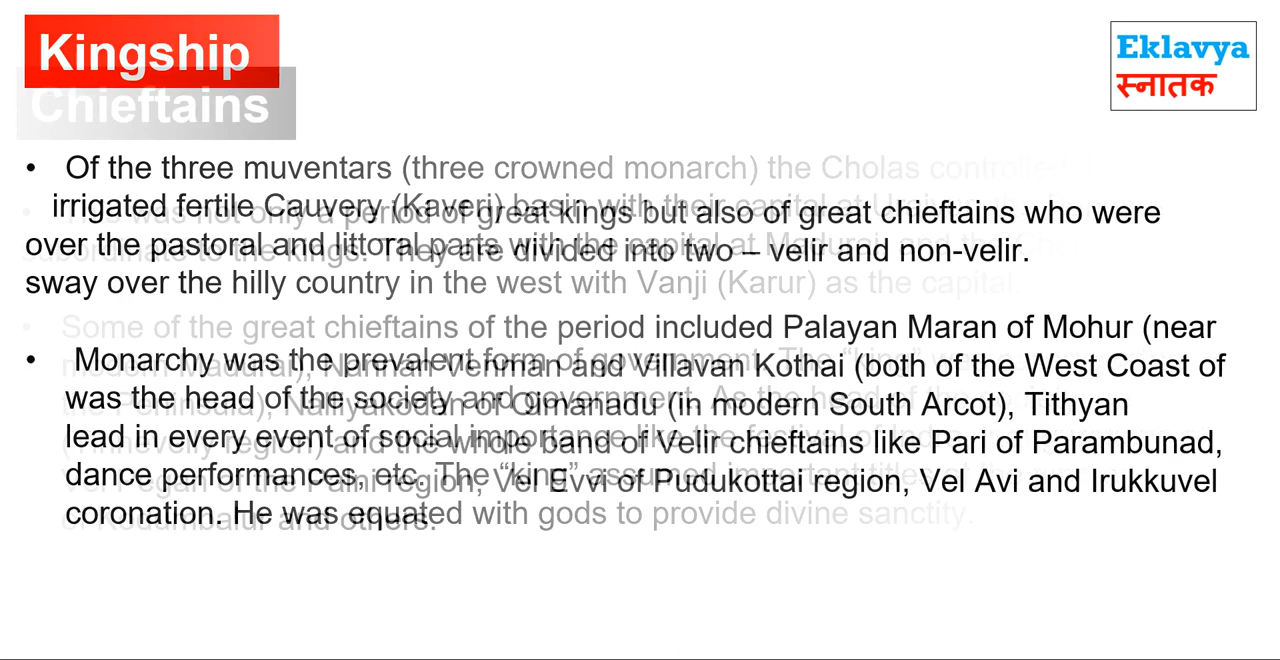 Kingship
Chieftains
Eklavya
स्नातक
• Of the three muventars (three crowned monarch) the Cholas controlled
irrigated fertile Cauvery (Kaveri) basin with their capital at
• This was not only a period of great kings but also of great chieftains who were
over the pastoral and littoral parts with the capital at Madurai, and the
subordinate to the kings. They are divided into two – velir and non-velir.
sway over the hilly country in the west with Vanji (Karur) as the capital.
• Some of the great chieftains of the period included Palayan Maran of Mohur (near
• Monarchy was the prevalent form of government. The "king"
modern Madurai), Nannan Venman and Villavan Kothai (both of the West Coast of
was the head of the society and government. As the head of the
the Peninsula), Nalliyakodan of Oimanadu (in modern South Arcot), Tithyan
lead in every event of social importance like the festival of
(Tinnevelly region) and the whole band of Velir chieftains like Pari of Parambunad,
dance performances, etc. The "king" assumed important titles
of the region, Vel Evvi of Pudukottai region, Vel Avi and Irukkuvel
coronation. He was equated with gods to provide divine sanctity.
of Kodumbalur and others.